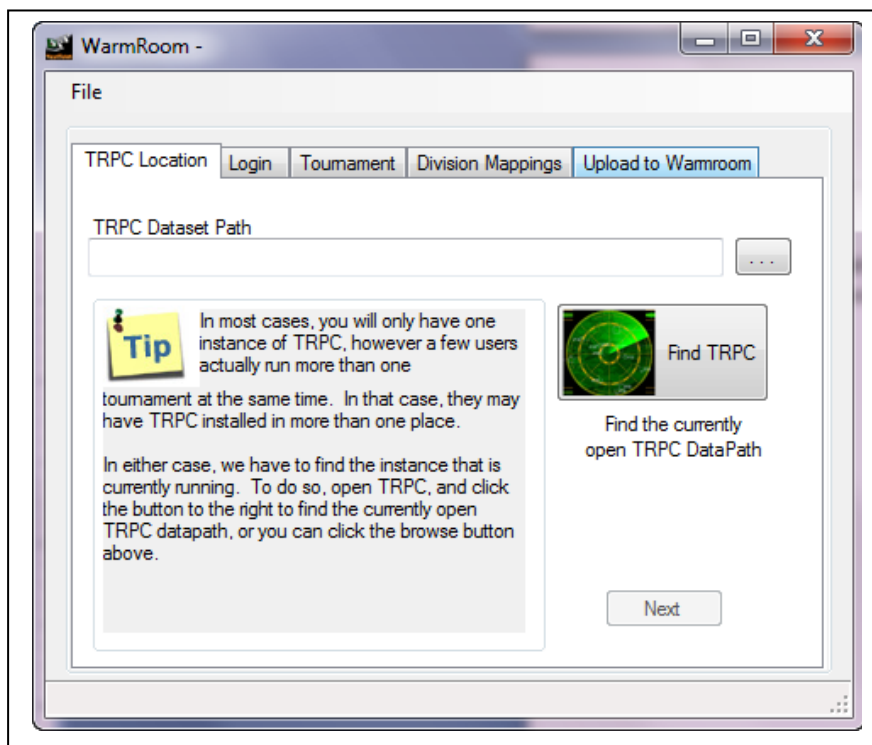 WarmRoom -
File
TRPC Location Login Tournament Division Mappings Upload to Warmroom
TRPC Dataset Path
. . .
Tip
In most cases, you will only have one
instance of TRPC, however a few users
actually run more than one
tournament at the same time. In that case, they may
have TRPC installed in more than one place.
In either case, we have to find the instance that is
currently running. To do so, open TRPC, and click
the button to the right to find the currently open
TRPC datapath, or you can click the browse button
above.
Find TRPC
Find the currently
open TRPC DataPath
Next